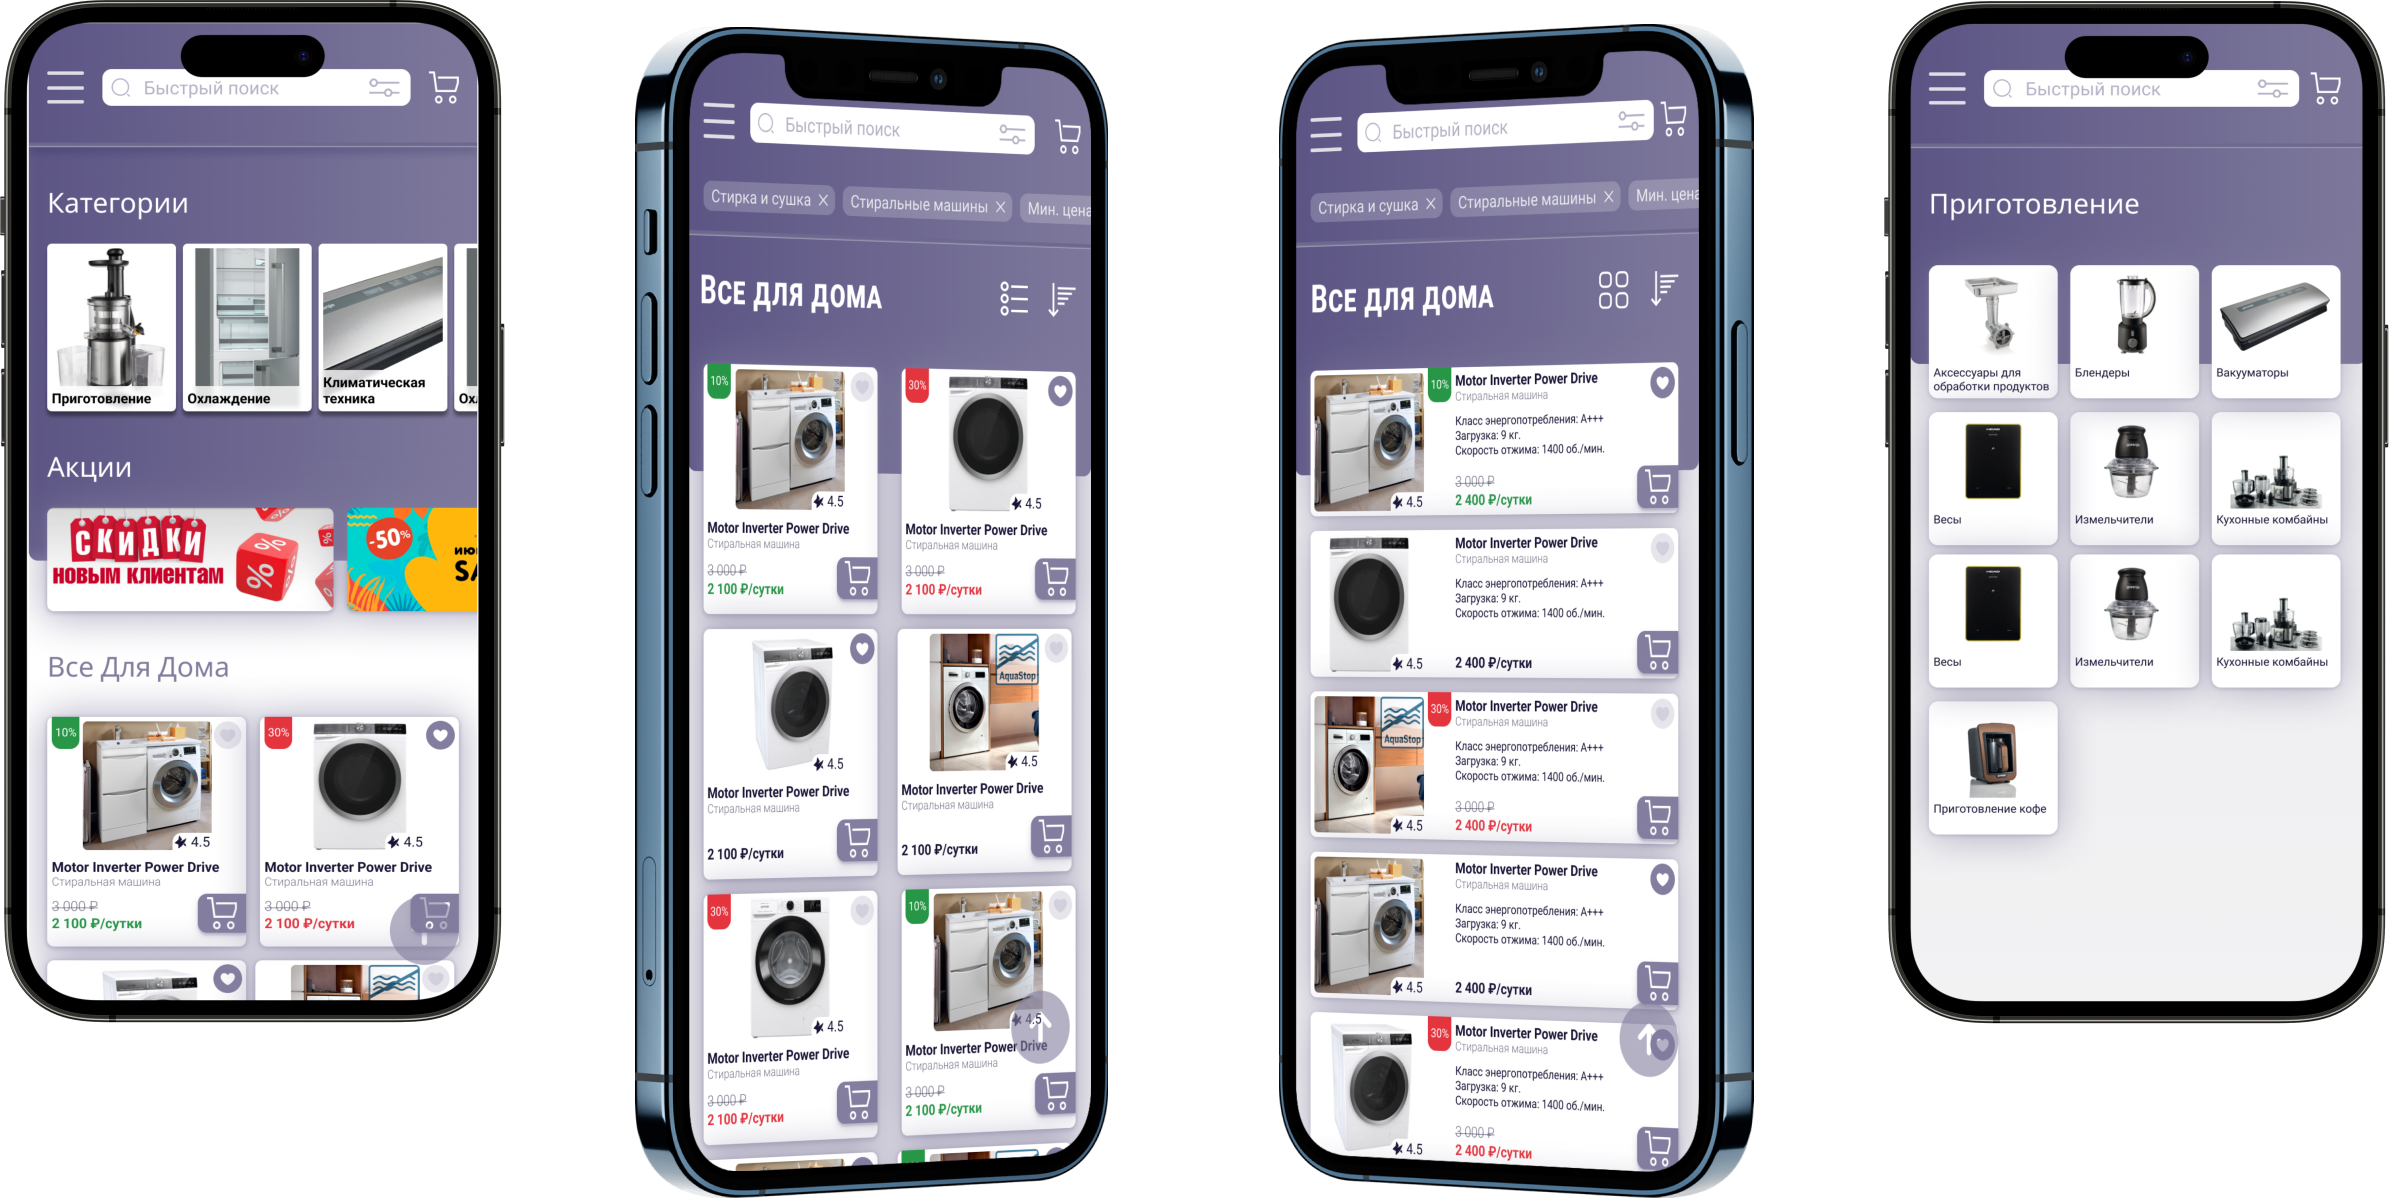 Быстрый поиск
Категории
Приготовление
Охлаждение
Климатическая
техника
Ох
Акции
СКИДКИ
НОВЫМ КЛИЕНТАМ
%
%
-50%
ИЮ
SA
Все Для Дома
10%
4.5
Motor Inverter Power Drive
Стиральная машина
3 000 ₽
2 100 ₽/сутки
30%
4.5
Motor Inverter Power Drive
Стиральная машина
3 000 ₽
2 100 ₽/сутки
Быстрый поиск
Стирка и сушка ×
Стиральные машины ×
Мин. цена
Все для дома
10%
4.5
Motor Inverter Power Drive
Стиральная машина
3 000 ₽
2 100 ₽/сутки
30%
4.5
Motor Inverter Power Drive
Стиральная машина
3 000 ₽
2 100 ₽/сутки
4.5
Motor Inverter Power Drive
Стиральная машина
2 100 ₽/сутки
AquaStop
4.5
Motor Inverter Power Drive
Стиральная машина
2 100 ₽/сутки
30%
4.5
Motor Inverter Power Drive
Стиральная машина
3 000 ₽
2 100 ₽/сутки
10%
4.5
Motor Inverter Power Drive
Стиральная машина
3 000 ₽
2 100 ₽/сутки
Быстрый поиск
Стирка и сушка ×
Стиральные машины ×
Мин. цена
Все для дома
10%
4.5
Motor Inverter Power Drive
Стиральная машина
Класс энергопотребления: A+++
Загрузка: 9 кг.
Скорость отжима: 1400 об./мин.
3 000 ₽
2 400 ₽/сутки
4.5
Motor Inverter Power Drive
Стиральная машина
Класс энергопотребления: A+++
Загрузка: 9 кг.
Скорость отжима: 1400 об./мин.
2 400 ₽/сутки
AquaStop
30%
4.5
Motor Inverter Power Drive
Стиральная машина
Класс энергопотребления: A+++
Загрузка: 9 кг.
Скорость отжима: 1400 об./мин.
3 000 ₽
2 400 ₽/сутки
4.5
Motor Inverter Power Drive
Стиральная машина
Класс энергопотребления: A+++
Загрузка: 9 кг.
Скорость отжима: 1400 об./мин.
2 400 ₽/сутки
30%
4.5
Motor Inverter Power Drive
Стиральная машина
Класс энергопотребления: A+++
Загрузка: 9 кг.
Скорость отжима: 1400 об./мин.
3 000 ₽
2 400 ₽/сутки
Быстрый поиск
Приготовление
Аксессуары для
обработки продуктов
Блендеры
Вакууматоры
Весы
Измельчители
Кухонные комбайны
Весы
Измельчители
Кухонные комбайны
Приготовление кофе